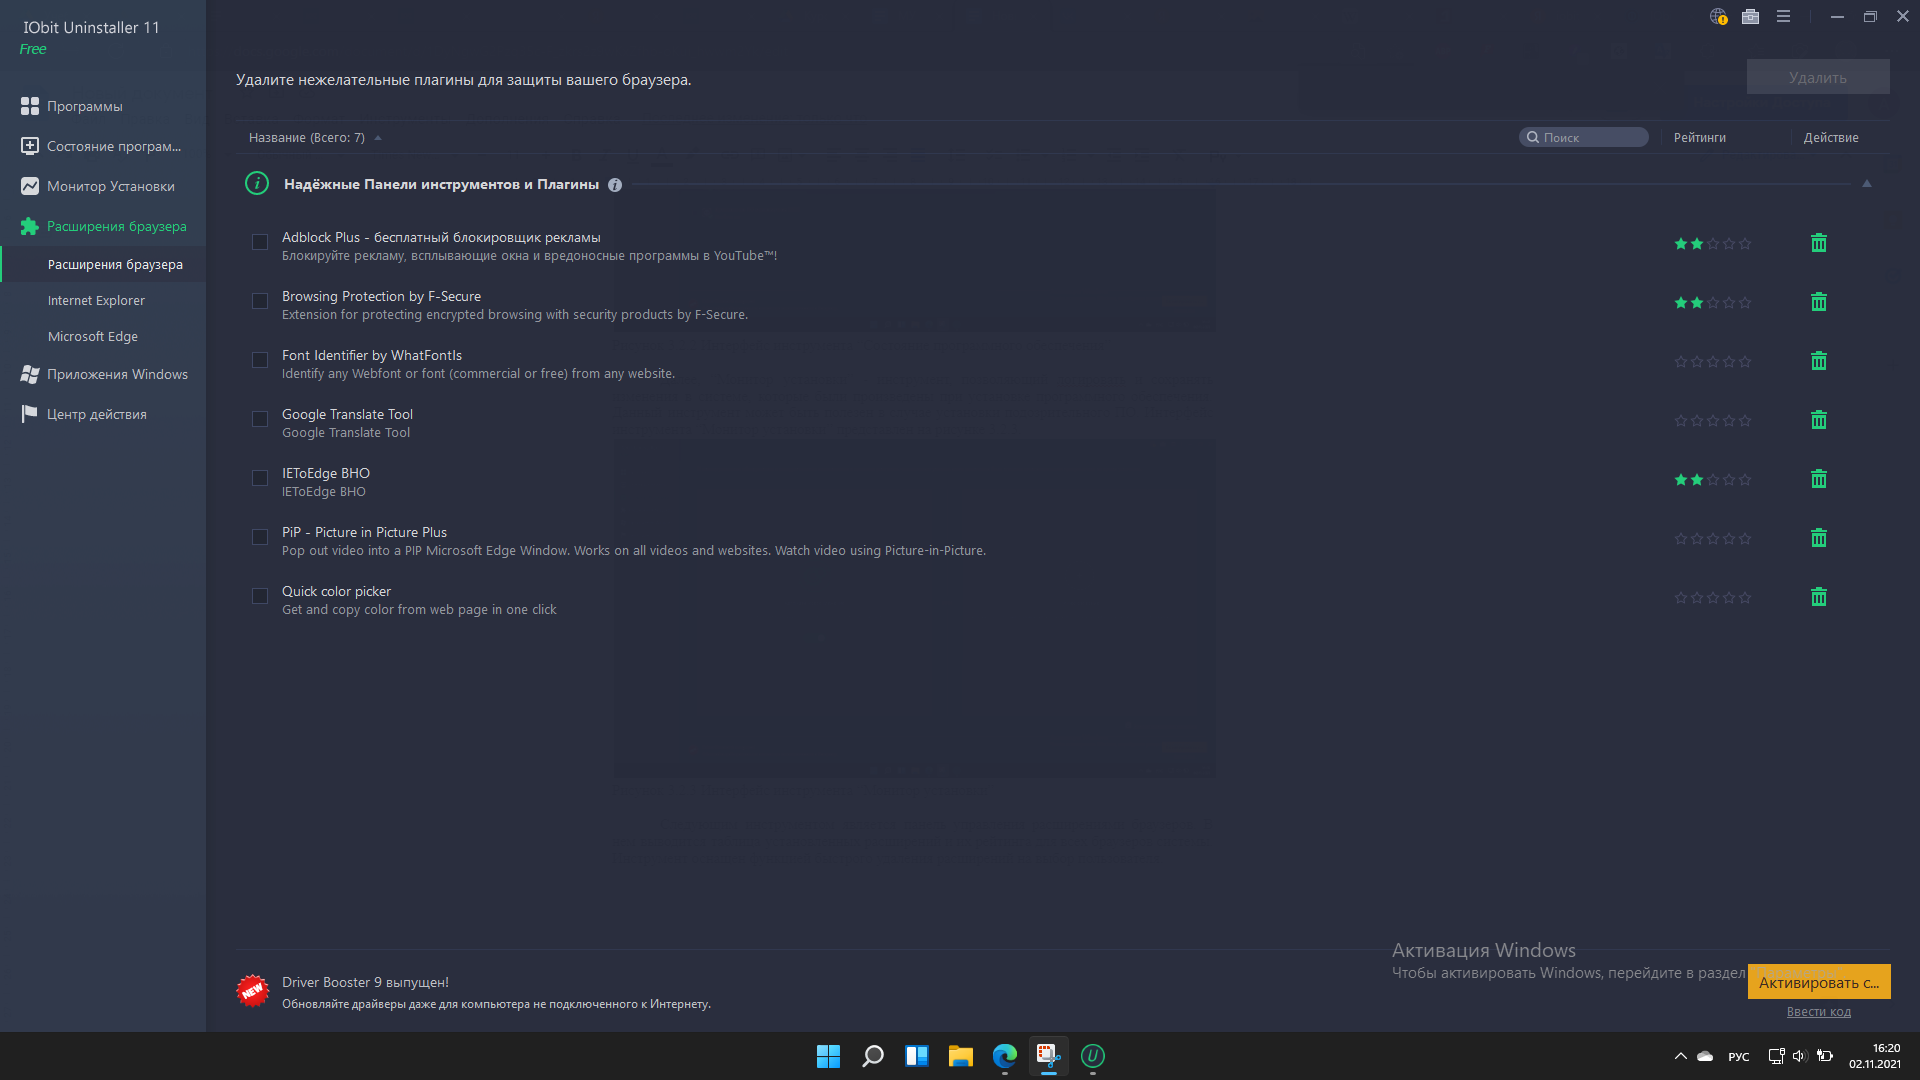 IObit Uninstaller 11
Free
Программы
Состояние програм...
Монитор Установки
Расширения браузера
Расширения браузера
Internet Explorer
Microsoft Edge
Приложения Windows
Центр действия
Удалите нежелательные плагины для защиты вашего браузера.
Удалить
Название (Всего: 7)
Поиск
Рейтинги
Действие
Надёжные Панели инструментов и Плагины
Adblock Plus - бесплатный блокировщик рекламы
Блокируйте рекламу, всплывающие окна и вредоносные программы в YouTube™!
Browsing Protection by F-Secure
Extension for protecting encrypted browsing with security products by F-Secure.
Font Identifier by WhatFontIs
Identify any Webfont or font (commercial or free) from any website.
Google Translate Tool
Google Translate Tool
IEToEdge BHO
IEToEdge BHO
PiP - Picture in Picture Plus
Pop out video into a PIP Microsoft Edge Window. Works on all videos and websites. Watch video using Picture-in-Picture.
Quick color picker
Get and copy color from web page in one click
NEW
Driver Booster 9 выпущен!
Обновляйте драйверы даже для компьютера не подключенного к Интернету.
Активация Windows
Чтобы активировать Windows, перейдите в раздел
Активировать с...
Ввести код
РУС
16:20
02.11.2021